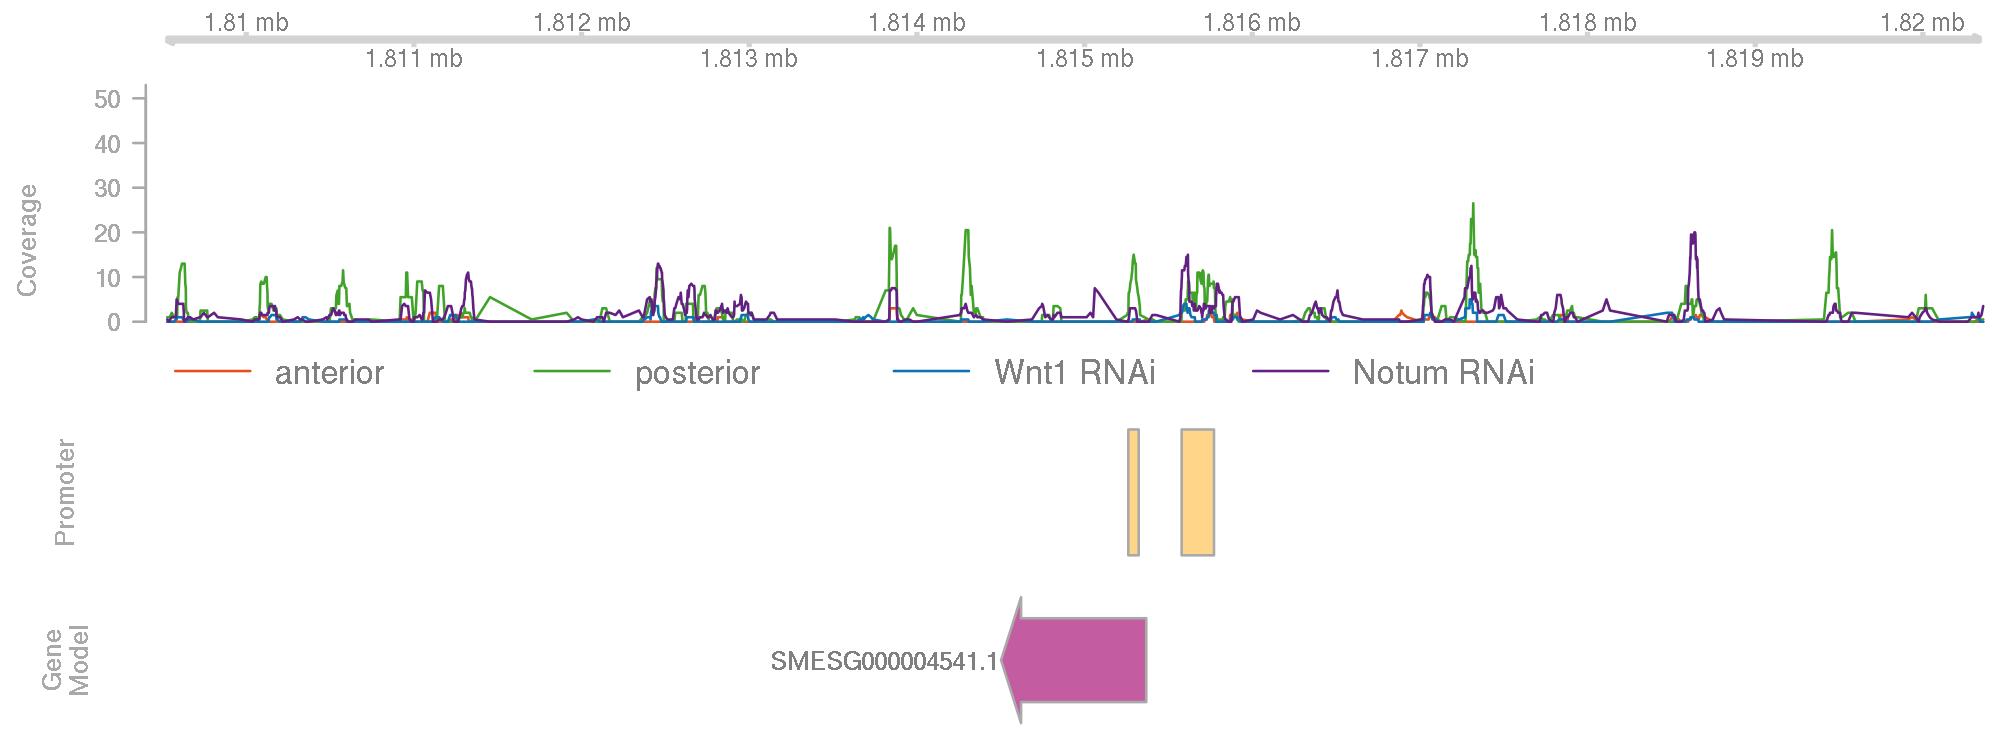 1.81 mb 1.812 mb 1.814 mb 1.816 mb 1.818 mb 1.82 mb
1.811 mb 1.813 mb 1.815 mb 1.817 mb 1.819 mb
Coverage
50
40
30
20
10
0
anterior posterior Wnt1 RNAi Notum RNAi
Promoter
Gene
Model
SMESG000004541.1